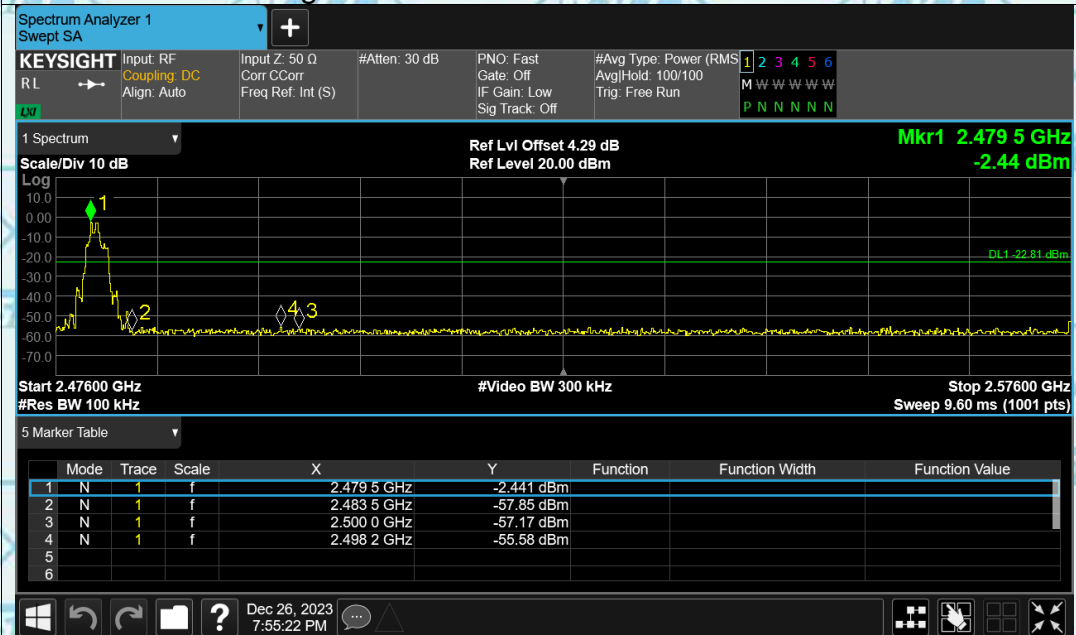 Spectrum Analyzer 1
Swept SA
KEYSIGHT
RL
LXI
Input: RF
Coupling: DC
Align: Auto
Input Z: 50 Ω
Corr CCorr
Freq Ref: Int (S)
#Atten: 30 dB
PNO: Fast
Gate: Off
IF Gain: Low
Sig Track: Off
#Avg Type: Power (RMS
Avg|Hold: 100/100
Trig: Free Run
1 2 3 4 5 6
M W W W W W
P N N N N N
1 Spectrum
Scale/Div 10 dB
Ref Lvl Offset 4.29 dB
Ref Level 20.00 dBm
Mkr1 2.479 5 GHz
-2.44 dBm
Log
10.0
0.00
-10.0
-20.0
-30.0
-40.0
-50.0
-60.0
-70.0
1
2
4
3
DL1 -22.81 dBm
Start 2.47600 GHz
#Video BW 300 kHz
Stop 2.57600 GHz
#Res BW 100 kHz
Sweep 9.60 ms (1001 pts)
5 Marker Table
Mode Trace Scale X Y Function Function Width Function Value
1 N 1 f 2.479 5 GHz -2.441 dBm
2 N 1 f 2.483 5 GHz -57.85 dBm
3 N 1 f 2.500 0 GHz -57.17 dBm
4 N 1 f 2.498 2 GHz -55.58 dBm
5
6
?
Dec 26, 2023
7:55:22 PM